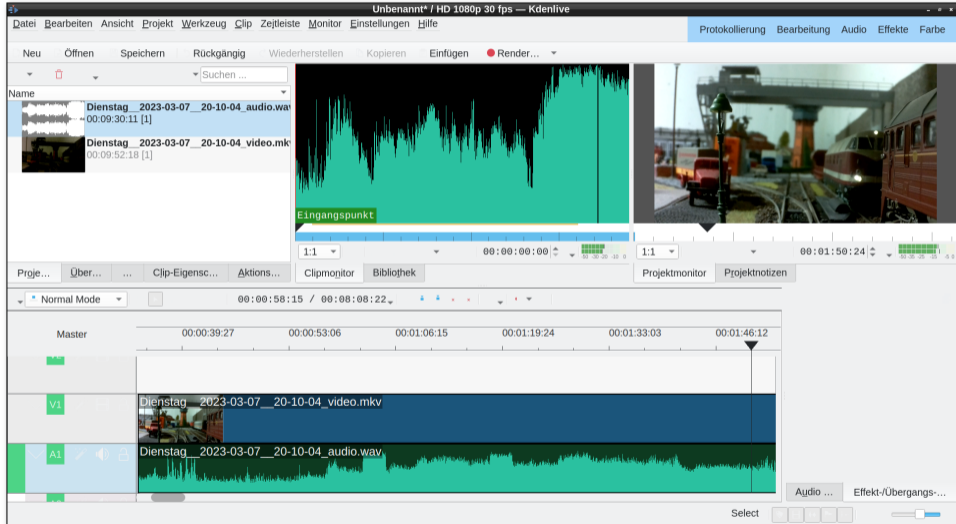 Unbenannt* / HD 1080p 30 fps — Kdenlive
Datei Bearbeiten Ansicht Projekt Werkzeug Clip Zeitleiste Monitor Einstellungen Hilfe
Protokollierung Bearbeitung Audio Effekte Farbe
Neu Öffnen Speichern Rückgängig Wiederherstellen Kopieren Einfügen Render...
Suchen ...
Name
Dienstag__2023-03-07__20-10-04_audio.wav
00:09:30:11 [1]
Dienstag__2023-03-07__20-10-04_video.mk
00:09:52:18 [1]
Eingangspunkt
1:1 00:00:00:00
1:1 00:01:50:24
Proje... Über... ... Clip-Eigensc... Aktions...
Clipmonitor Bibliothek
Projektmonitor Projektnotizen
Normal Mode 00:00:58:15 / 00:08:08:22
Master
00:00:39:27 00:00:53:06 00:01:06:15 00:01:19:24 00:01:33:03 00:01:46:12
V1
Dienstag__2023-03-07__20-10-04_video.mkv
A1
Dienstag__2023-03-07__20-10-04_audio.wav
Audio ... Effekt-/Übergangs-...
Select